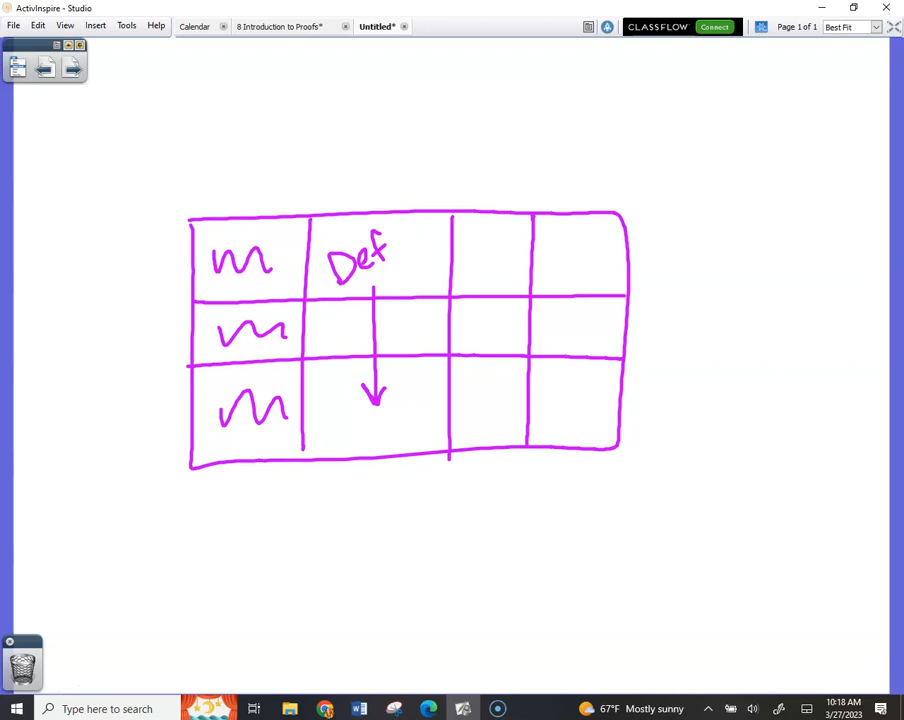 ActivInspire - Studio
File Edit View Insert Tools Help Calendar 8 Introduction to Proofs* Untitled* CLASSFLOW Connect Page 1 of 1 Best Fit
Def
Type here to search 67°F Mostly sunny 10:18 AM
3/27/2023